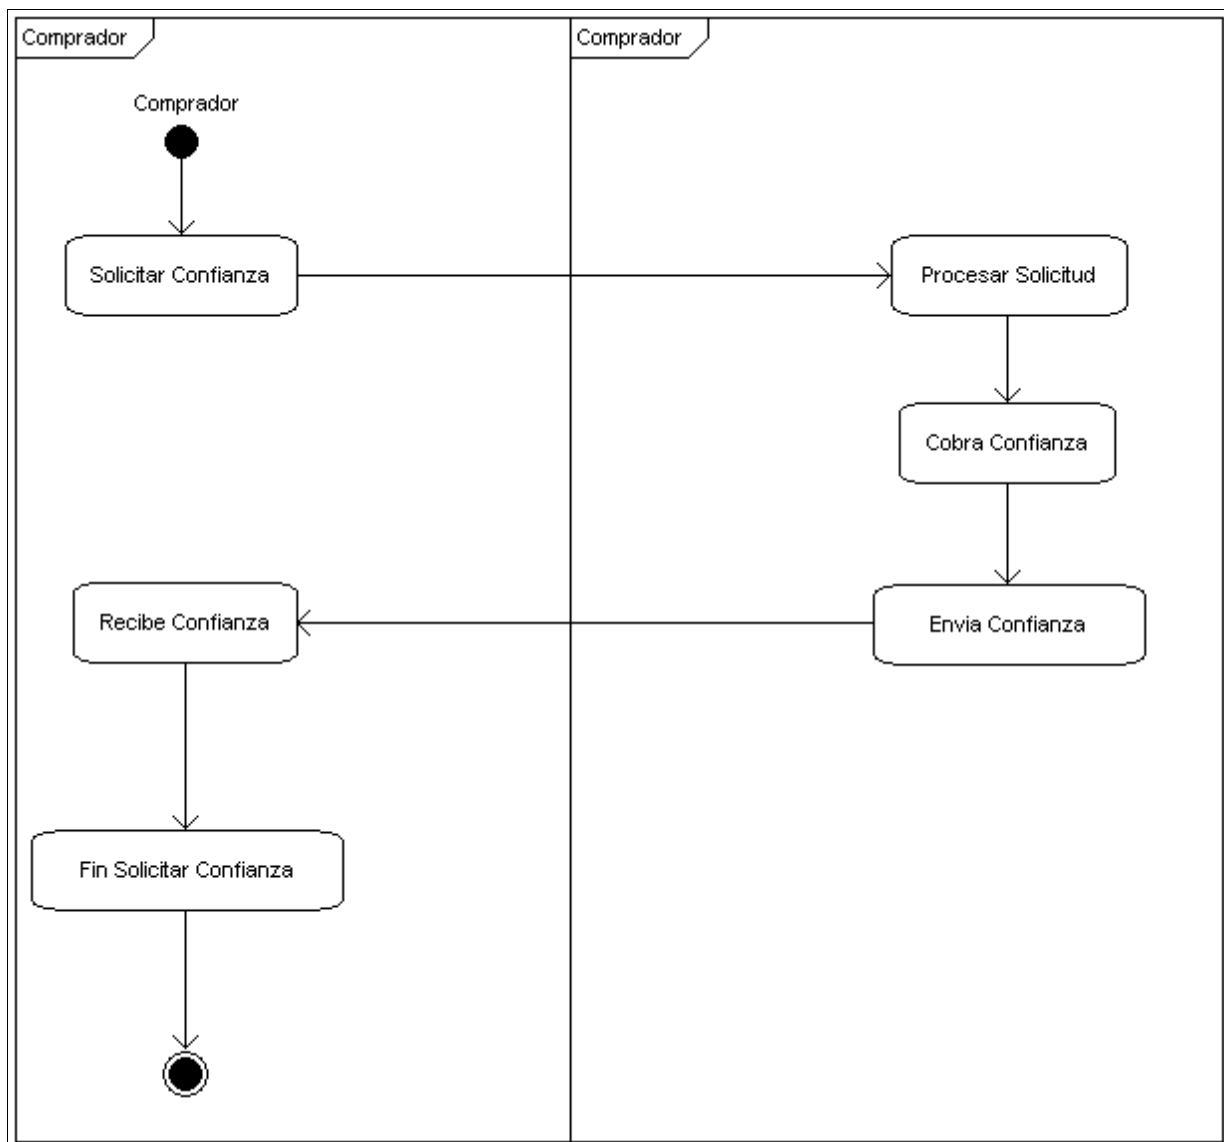 Comprador
Comprador
Comprador
Solicitar Confianza
Procesar Solicitud
Cobra Confianza
Recibe Confianza
Envia Confianza
Fin Solicitar Confianza